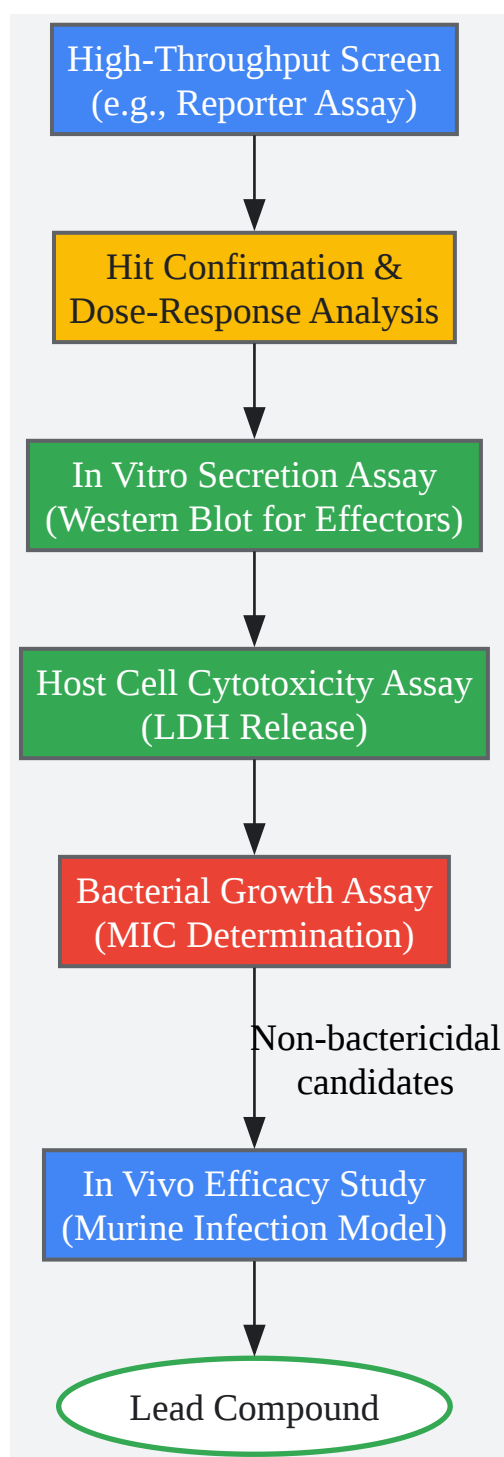 High-Throughput Screen
(e.g., Reporter Assay)
Hit Confirmation &
Dose-Response Analysis
In Vitro Secretion Assay
(Western Blot for Effectors)
Host Cell Cytotoxicity Assay
(LDH Release)
Bacterial Growth Assay
(MIC Determination)
Non-bactericidal
candidates
In Vivo Efficacy Study
(Murine Infection Model)
Lead Compound